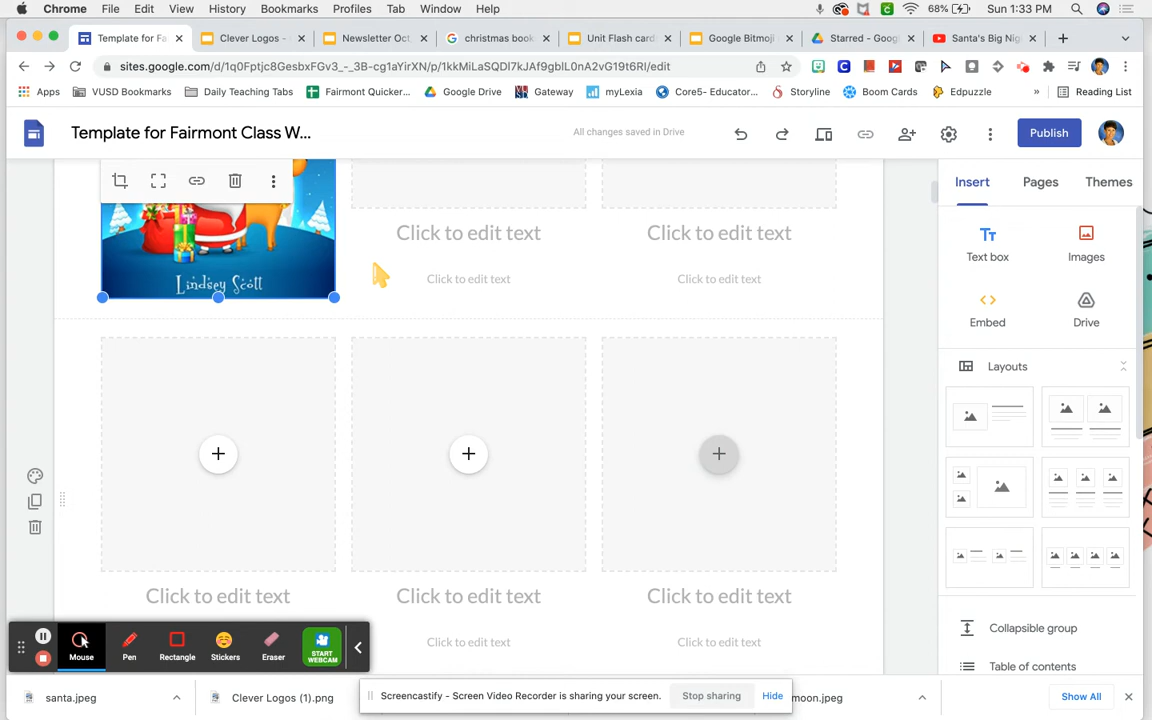 Chrome File Edit View History Bookmarks Profiles Tab Window Help 68% Sun 1:33 PM
Template for Fa Clever Logos - Newsletter Oct christmas book Unit Flash card Google Bitmoji Starred - Goog Santa's Big Nig
sites.google.com/d/1q0Fptjc8GesbxFGv3_-_3B-cg1aYirXN/p/1kkMiLaSQDl7kJAf9gblL0nA2vG19t6RI/edit
Apps VUSD Bookmarks Daily Teaching Tabs Fairmont Quicker... Google Drive Gateway myLexia Core5- Educator... Storyline Boom Cards Edpuzzle » Reading List
Template for Fairmont Class W... All changes saved in Drive Publish
Insert Pages Themes
Text box Images
Embed Drive
Layouts
Collapsible group
Table of contents
Lindsey Scott
Click to edit text Click to edit text
Click to edit text Click to edit text
Click to edit text Click to edit text Click to edit text
Click to edit text Click to edit text
Mouse Pen Rectangle Stickers Eraser START WEBCAM
santa.jpeg Clever Logos (1).png Screencastify - Screen Video Recorder is sharing your screen. Stop sharing Hide moon.jpeg Show All